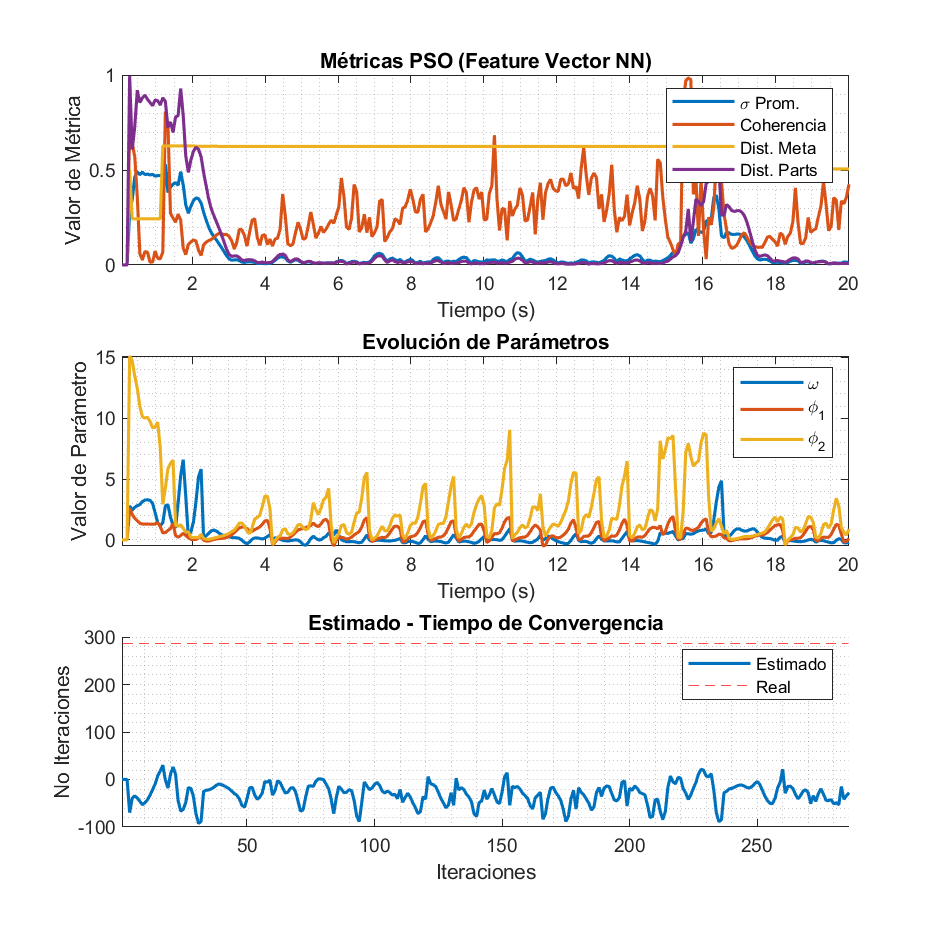 Métricas PSO (Feature Vector NN)
Valor de Métrica
1
0.5
0
σ Prom.
Coherencia
Dist. Meta
Dist. Parts
2 4 6 8 10 12 14 16 18 20
Tiempo (s)
Evolución de Parámetros
Valor de Parámetro
15
10
5
0
ω
ϕ1
ϕ2
2 4 6 8 10 12 14 16 18 20
Tiempo (s)
Estimado - Tiempo de Convergencia
No Iteraciones
300
200
100
0
-100
Estimado
Real
50 100 150 200 250
Iteraciones